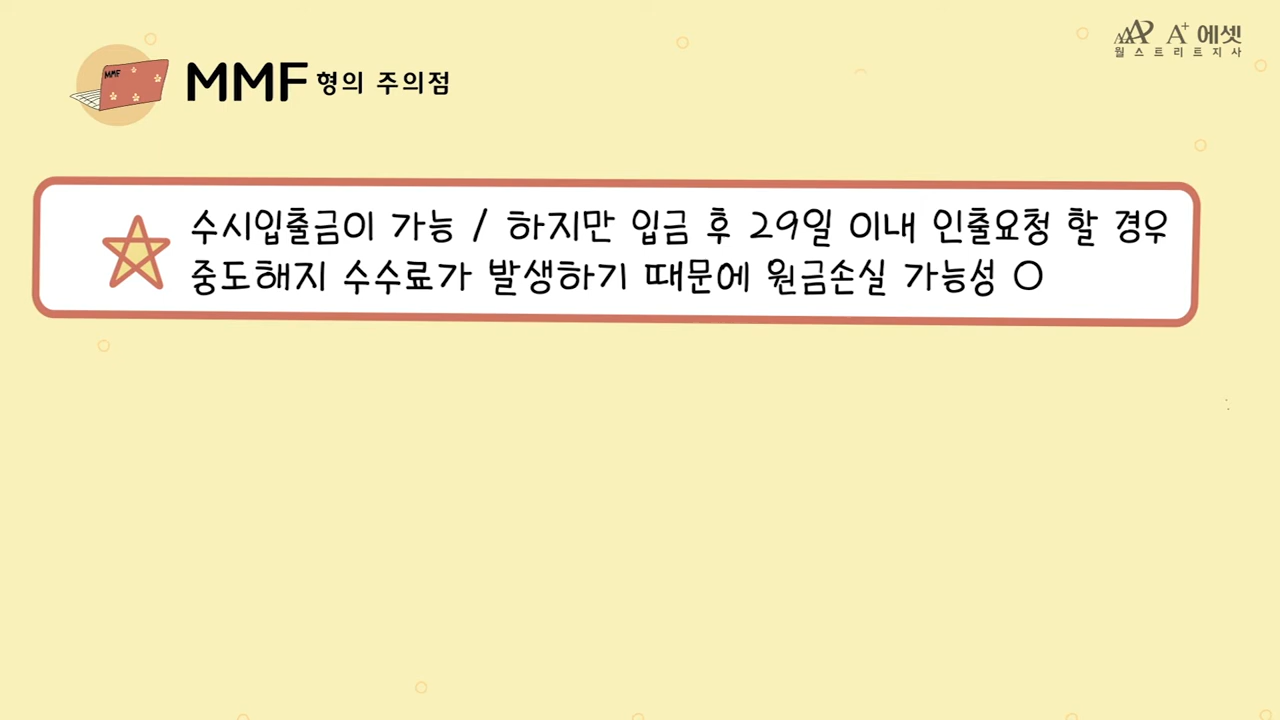 A+에셋
월스트리트지사
MMF
MMF형의 주의점
수시입출금이 가능 / 하지만 입금 후 29일 이내 인출요청 할 경우
중도해지 수수료가 발생하기 때문에 원금손실 가능성 O